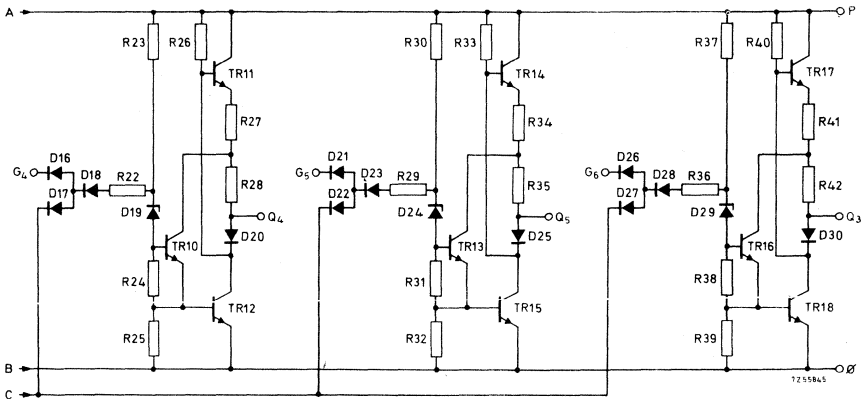 A P
R23 R26 R30 R33 R37 R40
TR11 TR14 TR17
R27 R34 R41
D16 D21 D26
G4 D18 R22 G5 D23 R29 G6 D28 R36
D17 R28 D22 R35 D27 R42
D19 Q4 D24 Q5 D29 Q3
TR10 D20 TR13 D25 TR16 D30
R24 R31 R38
TR12 TR15 TR18
R25 R32 R39
B Ø
7255845
C